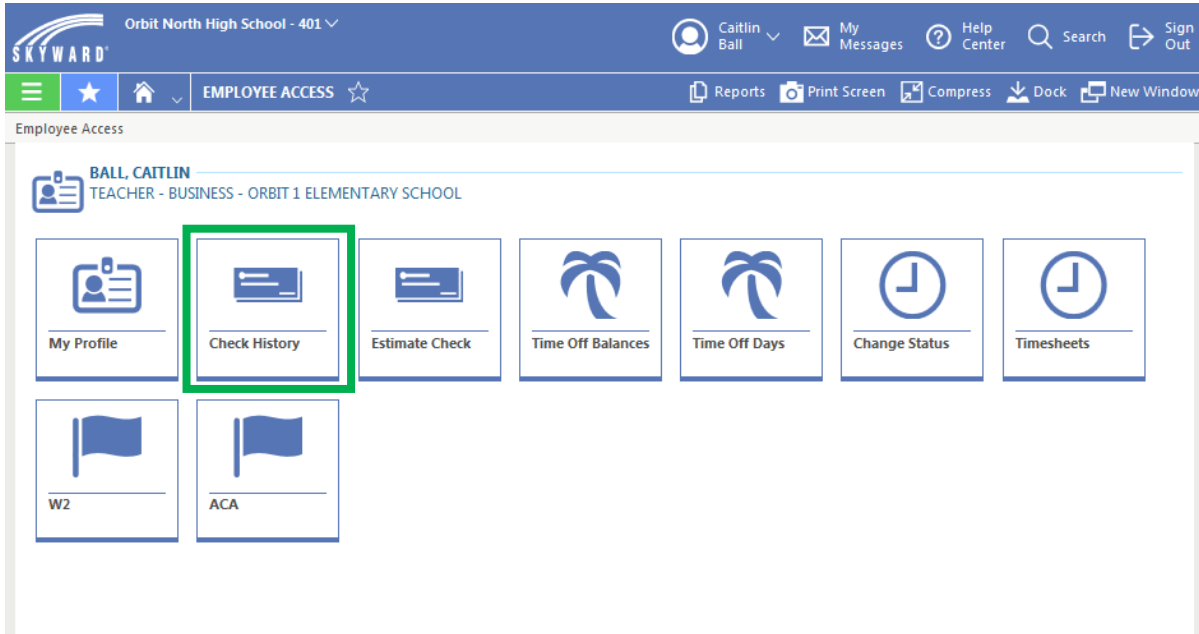 SKYWARD
Orbit North High School - 401
Caitlin Ball
My Messages
Help Center
Search
Sign Out
EMPLOYEE ACCESS
Reports
Print Screen
Compress
Dock
New Window
Employee Access
BALL, CAITLIN
TEACHER - BUSINESS - ORBIT 1 ELEMENTARY SCHOOL
My Profile
Check History
Estimate Check
Time Off Balances
Time Off Days
Change Status
Timesheets
W2
ACA